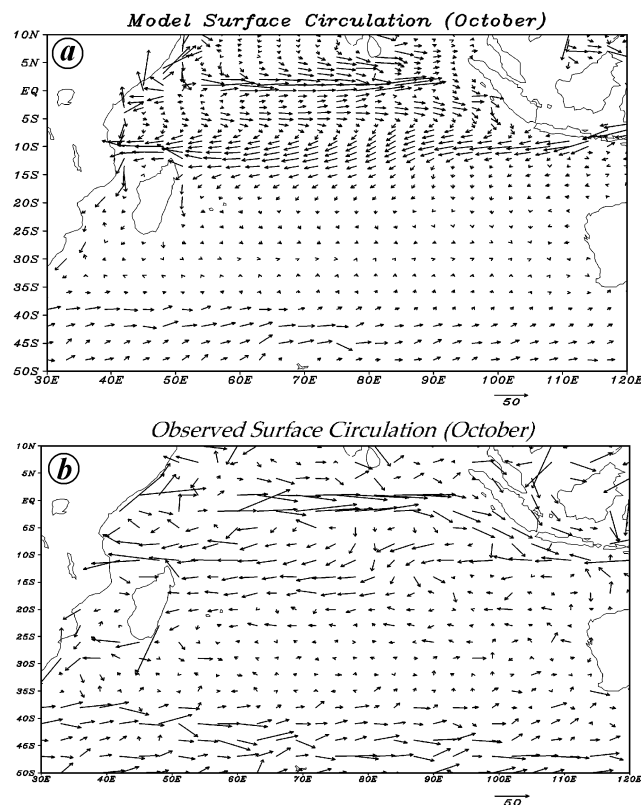 Model Surface Circulation (October)
a
10N
5N
EQ
5S
10S
15S
20S
25S
30S
35S
40S
45S
50S
30E 40E 50E 60E 70E 80E 90E 100E 110E 120E
50
Observed Surface Circulation (October)
b
10N
5N
EQ
5S
10S
15S
20S
25S
30S
35S
40S
45S
50S
30E 40E 50E 60E 70E 80E 90E 100E 110E 120E
50